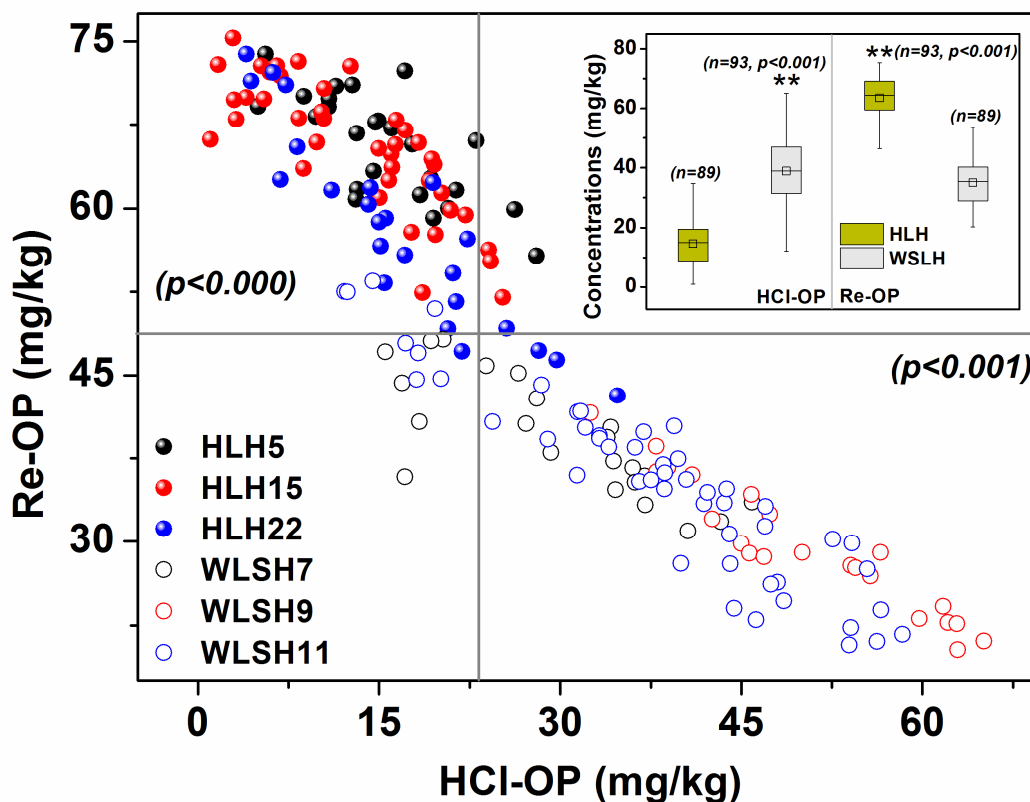 Re-OP (mg/kg)
75
60
45
30
(p<0.000)
(p<0.001)
HLH5
HLH15
HLH22
WLSH7
WLSH9
WLSH11
0 15 30 45 60
HCl-OP (mg/kg)
Concentrations (mg/kg)
80
60
40
20
0
(n=93, p<0.001)
**
**(n=93, p<0.001)
(n=89)
(n=89)
HLH
WSLH
HCl-OP Re-OP